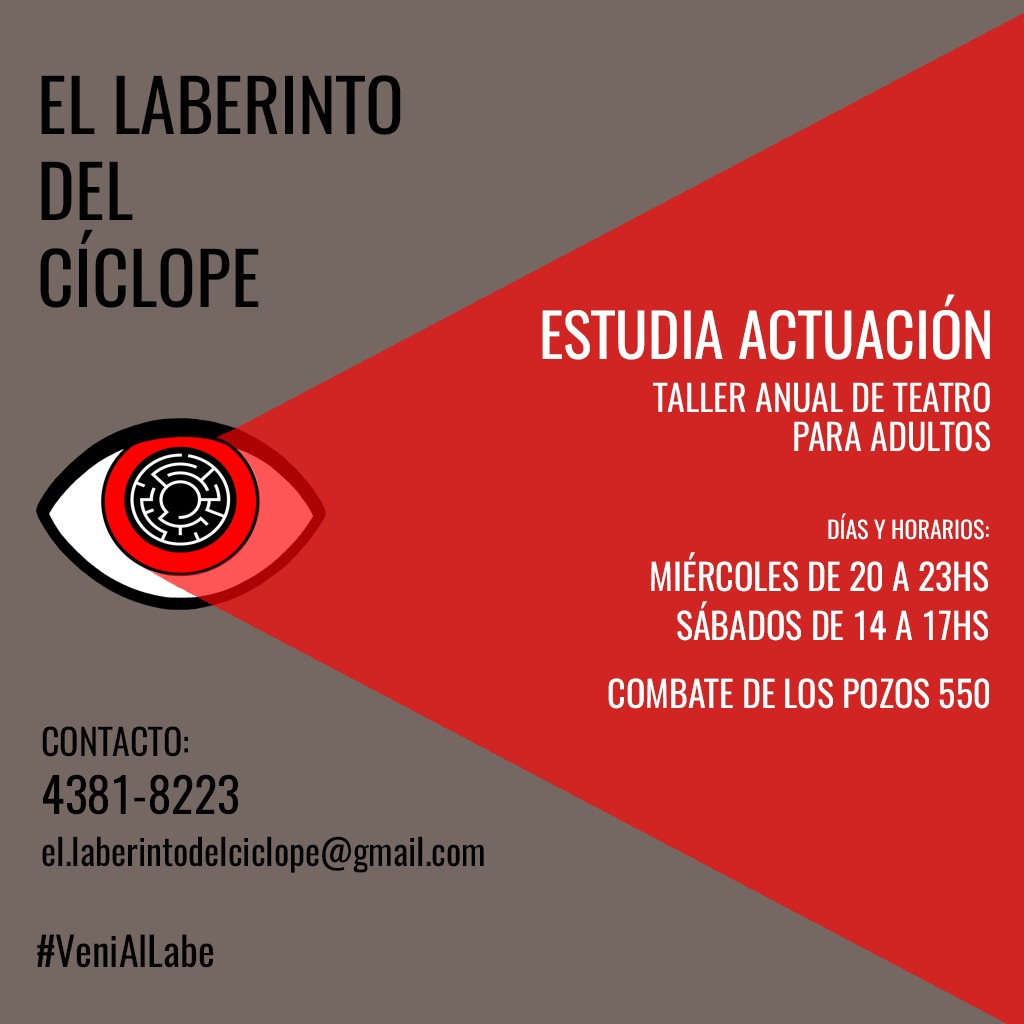 EL LABERINTO
DEL
CÍCLOPE
ESTUDIA ACTUACIÓN
TALLER ANUAL DE TEATRO
PARA ADULTOS
DÍAS Y HORARIOS:
MIÉRCOLES DE 20 A 23HS
SÁBADOS DE 14 A 17HS
COMBATE DE LOS POZOS 550
CONTACTO:
4381-8223
el.laberintodelciclope@gmail.com
#VeniAlLabe